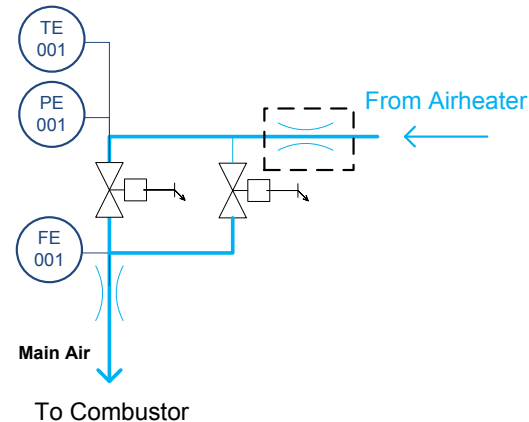 TE
001
PE
001
From Airheater
FE
001
Main Air
To Combustor